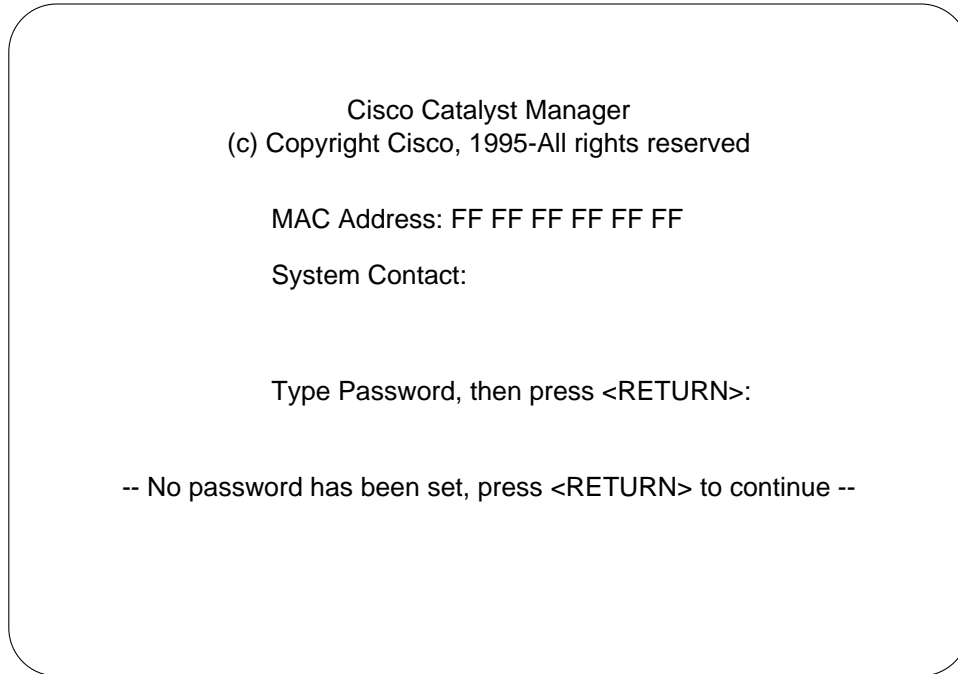 Cisco Catalyst Manager
(c) Copyright Cisco, 1995-All rights reserved
MAC Address: FF FF FF FF FF FF
System Contact:
Type Password, then press <RETURN>:
-- No password has been set, press <RETURN> to continue --